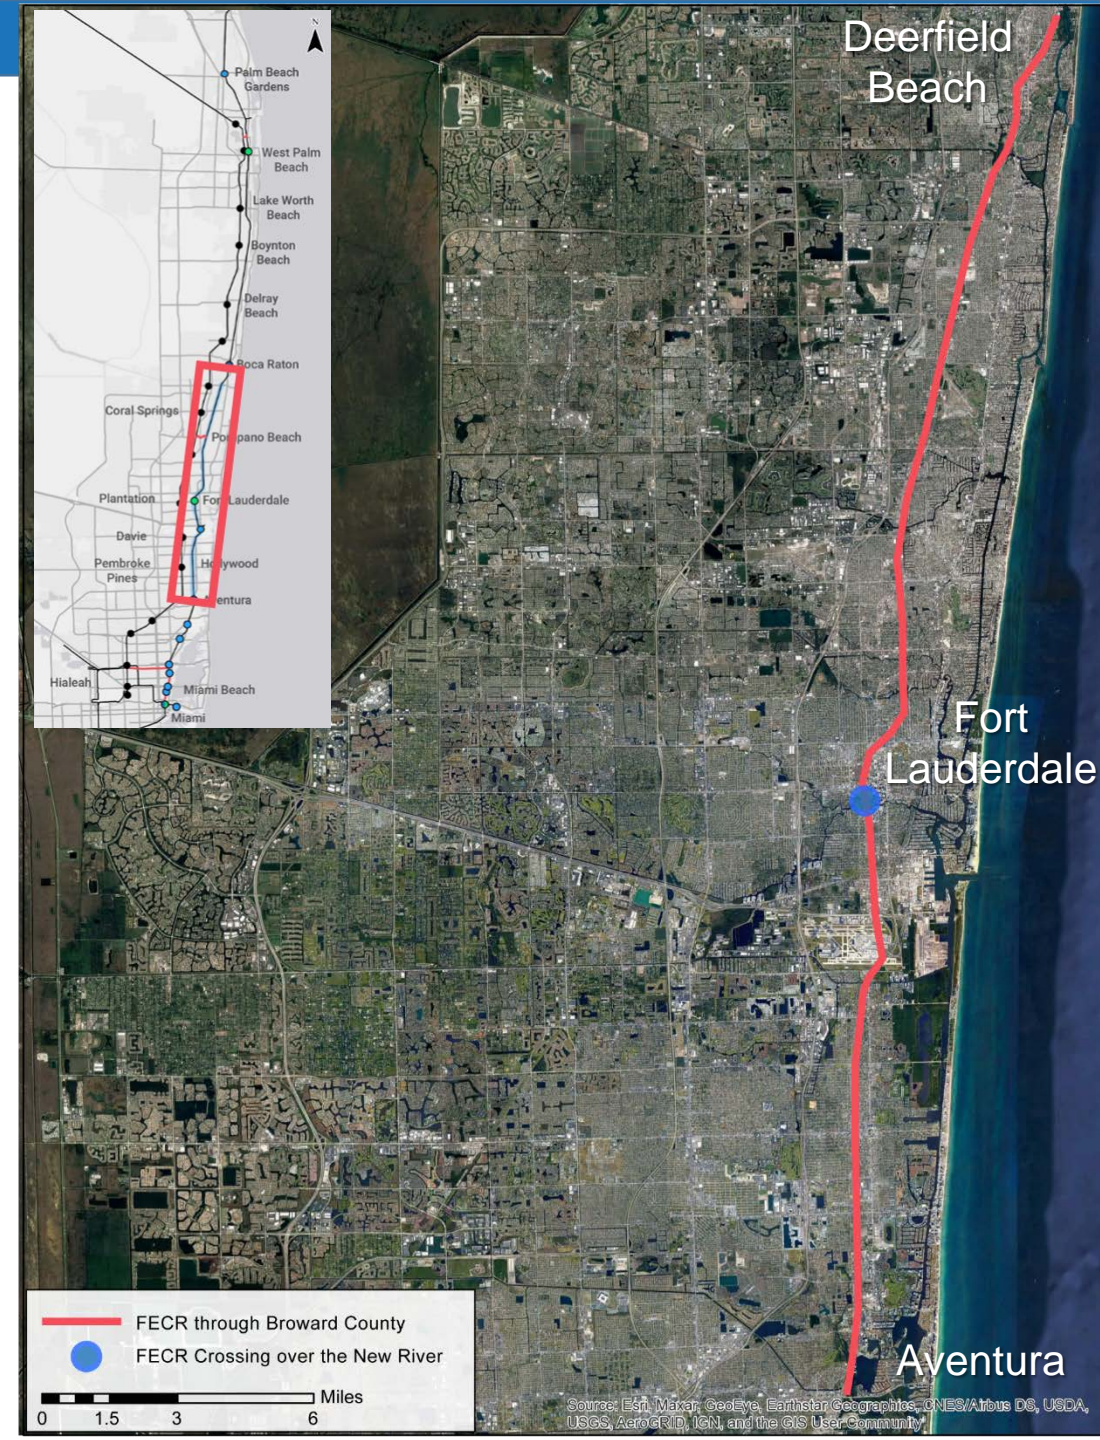 Deerfield
Beach
N
Palm Beach
Gardens
West Palm
Beach
Lake Worth
Beach
Boynton
Beach
Delray
Beach
Boca Raton
Coral Springs
Pompano Beach
Plantation
Fort Lauderdale
Davie
Pembroke
Pines
Hollywood
Aventura
Hialeah
Miami Beach
Miami
Fort
Lauderdale
Aventura
FECR through Broward County
FECR Crossing over the New River
Miles
0 1.5 3 6
Source: Esri, Maxar, GeoEye, Earthstar Geographics, CNES/Airbus DS, USDA,
USGS, AeroGRID, IGN, and the GIS User Community